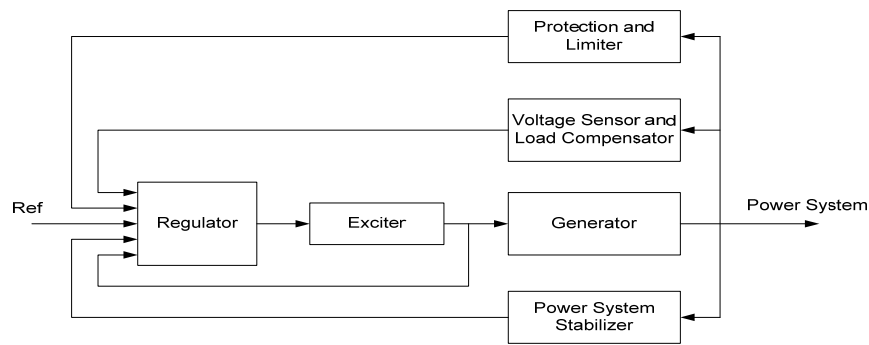 Protection and
Limiter
Voltage Sensor and
Load Compensator
Ref
Regulator
Exciter
Generator
Power System
Power System
Stabilizer